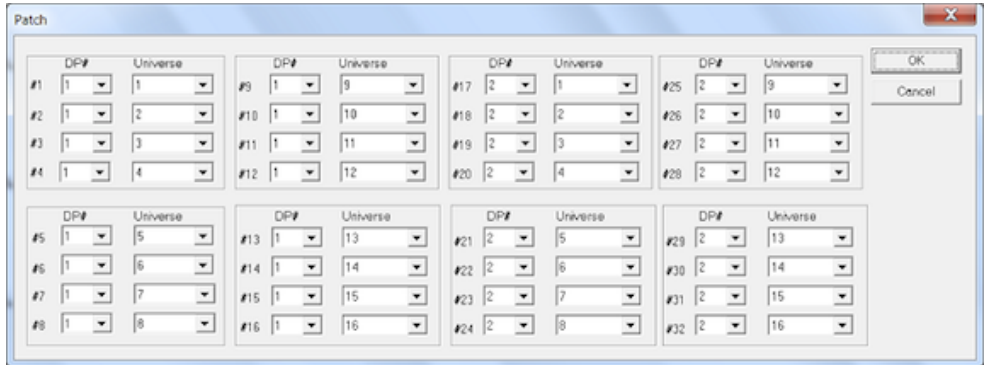 Patch
DP# Universe DP# Universe DP# Universe DP# Universe OK
#1 1 1 #9 1 9 #17 2 1 #25 2 9 Cancel
#2 1 2 #10 1 10 #18 2 2 #26 2 10
#3 1 3 #11 1 11 #19 2 3 #27 2 11
#4 1 4 #12 1 12 #20 2 4 #28 2 12
DP# Universe DP# Universe DP# Universe DP# Universe
#5 1 5 #13 1 13 #21 2 5 #29 2 13
#6 1 6 #14 1 14 #22 2 6 #30 2 14
#7 1 7 #15 1 15 #23 2 7 #31 2 15
#8 1 8 #16 1 16 #24 2 8 #32 2 16